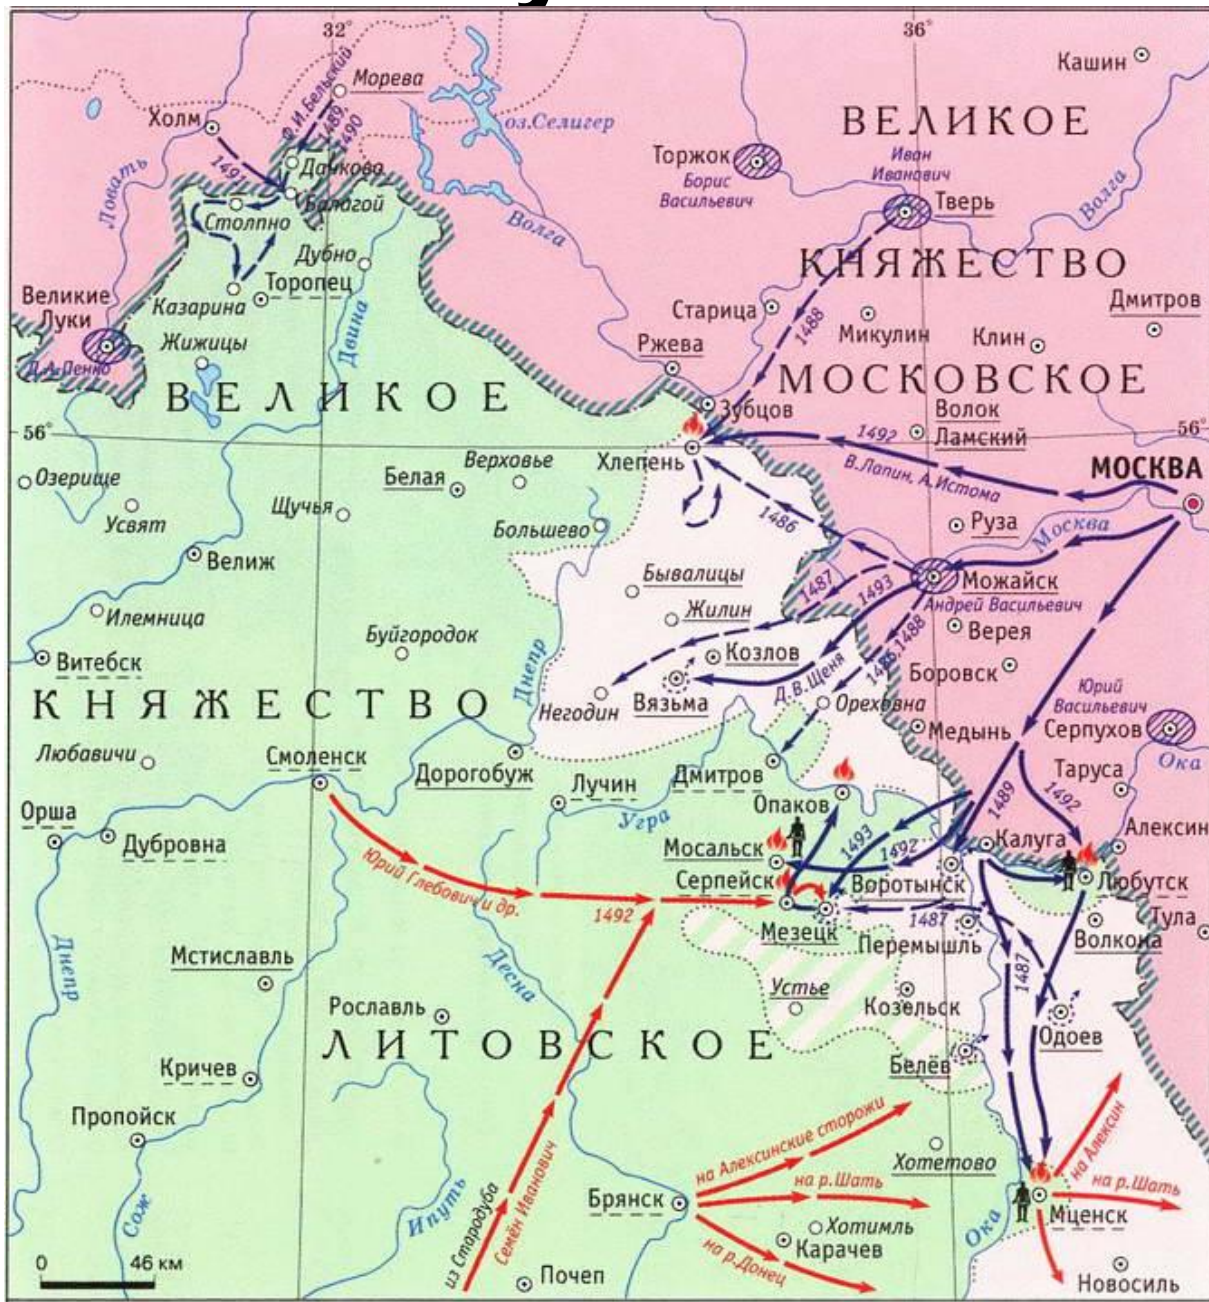 32°
36°
Кашин
Морева
Ф.И.Бельский
1489
1490
Холм
оз.Селигер
ВЕЛИКОЕ
Торжок
Иван
Иванович
Борис
Васильевич
Ловать
1491
Данково
Балагой
Столпно
Волга
Тверь
Волга
Дубно
КНЯЖЕСТВО
Торопец
Казарина
Великие
Луки
Двина
Старица
1488
Микулин
Клин
Дмитров
Д.А.Пенко
Жижицы
Ржева
МОСКОВСКОЕ
ВЕЛИКОЕ
Зубцов
Волок
Ламский
56°
56°
1492
В.Лапин, А.Истома
МОСКВА
Хлепень
Озерище
Усвят
Щучья
Белая
Верховье
Большево
1486
Руза
Москва
Велиж
Бывалицы
1487
1493
Можайск
Андрей Васильевич
Илемница
Жилин
Верея
Буйгородок
Витебск
Днепр
Козлов
1486,1488
Боровск
КНЯЖЕСТВО
Вязьма
Д.В.Щеня
Негодин
Ореховна
Юрий
Васильевич
Серпухов
Медынь
Любавичи
Смоленск
Дорогобуж
Дмитров
Ока
Таруса
Лучин
Опаков
1489
1492
Орша
Дубровна
Угра
Мосальск
1493
1492
Калуга
Алексин
Юрий Глебович и др.
1492
Серпейск
Воротынск
Любутск
Мезецк
1487
Перемышль
Волкона
Тула
Днепр
Мстиславль
Десна
1487
Устье
Козельск
Рославль
Одоев
ЛИТОВСКОЕ
Белёв
Кричев
Пропойск
на Алексинские сторожи
на Алексин
Хотетово
Сож
Ипуть
из Стародуба
Семён Иванович
Брянск
на р.Шать
на р.Шать
Мценск
Хотимль
Карачев
на р.Донец
Ока
0 46 км
Почеп
Новосиль